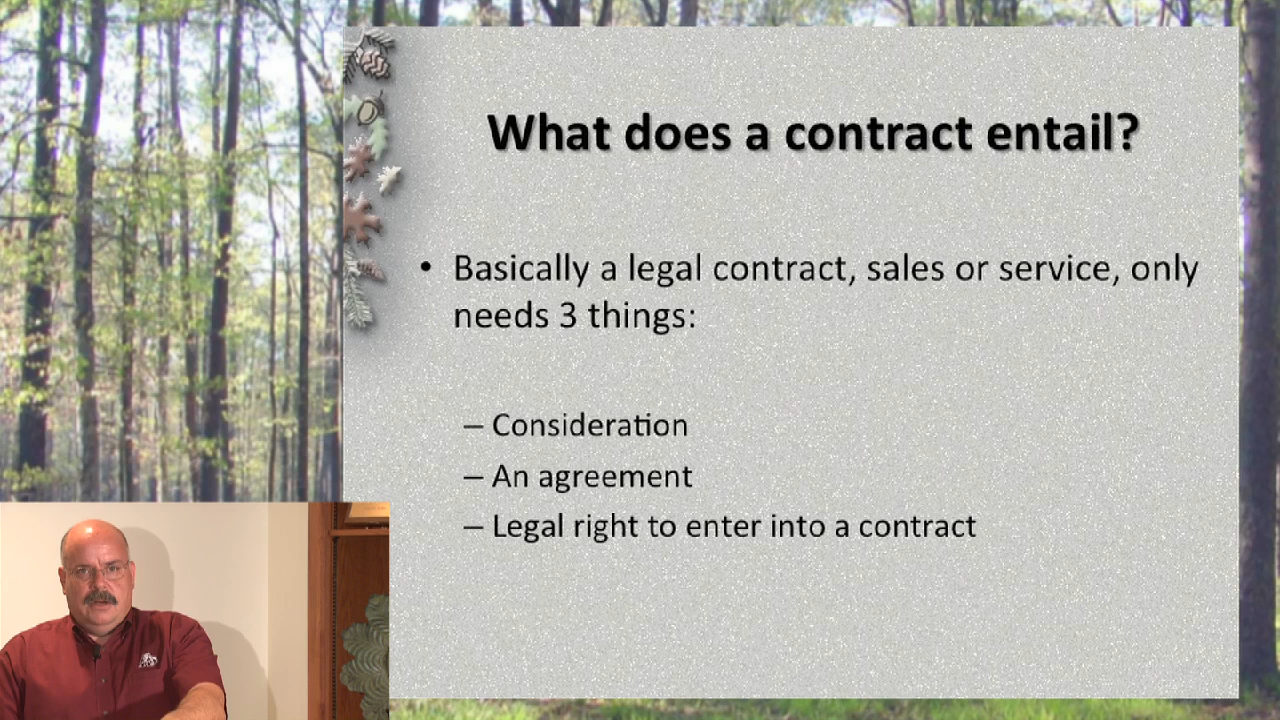 What does a contract entail?
• Basically a legal contract, sales or service, only
needs 3 things:
– Consideration
– An agreement
– Legal right to enter into a contract